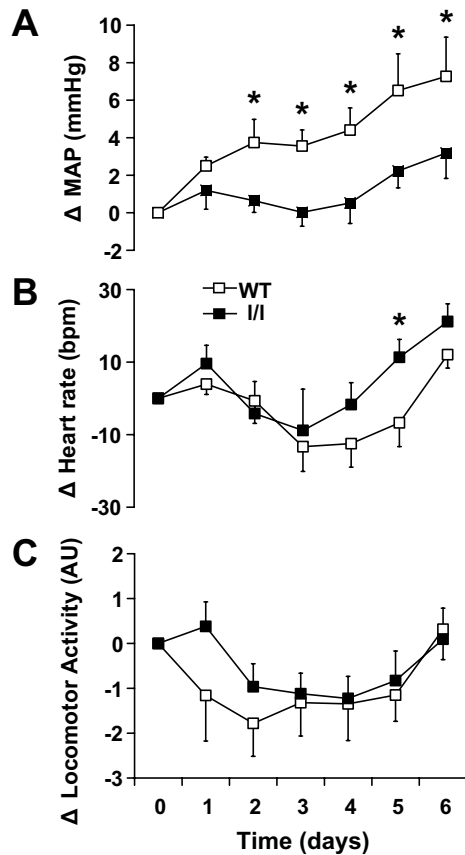 A
Δ MAP (mmHg)
10
8
6
4
2
0
-2
* * * * *
B
Δ Heart rate (bpm)
30
10
-10
-30
WT
I/I
*
C
Δ Locomotor Activity (AU)
2
1
0
-1
-2
-3
0 1 2 3 4 5 6
Time (days)